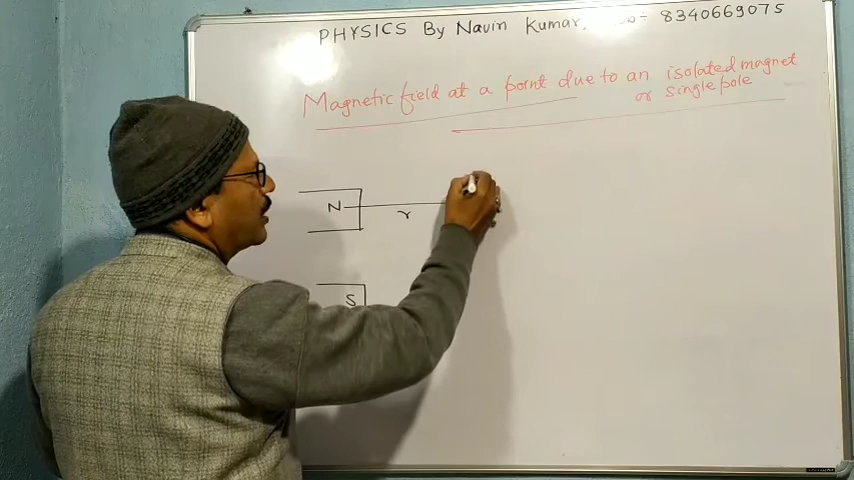 PHYSICS By Navin Kumar, 8340669075
Magnetic field at a point due to an isolated magnet
or single pole
N
r
S